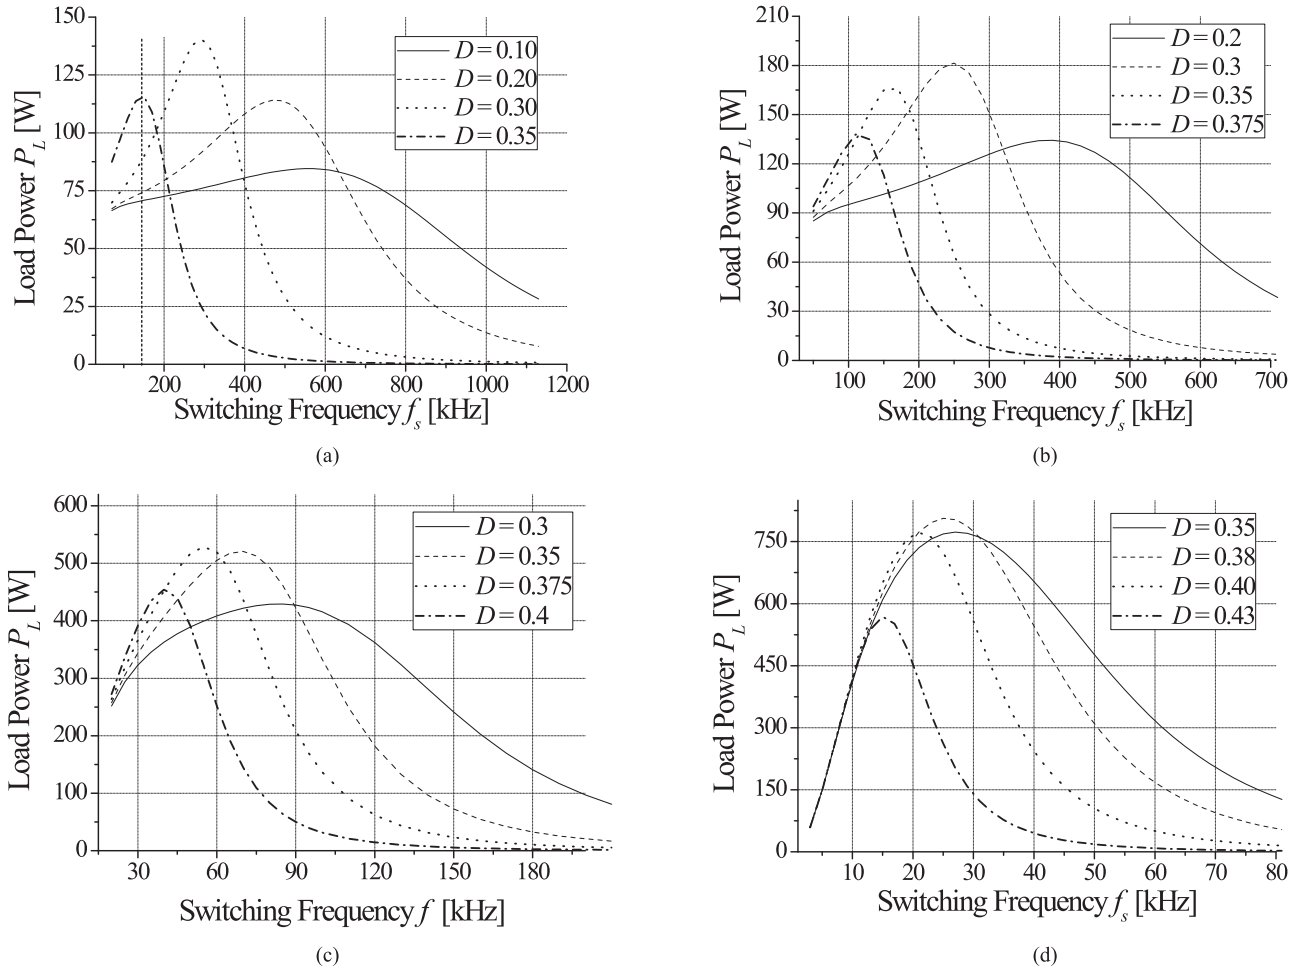 150
125
100
75
50
25
0
Load Power P_L [W]
D=0.10
D=0.20
D=0.30
D=0.35
200 400 600 800 1000 1200
Switching Frequency f_s [kHz]
(a)
210
180
150
120
90
60
30
0
Load Power P_L [W]
D=0.2
D=0.3
D=0.35
D=0.375
100 200 300 400 500 600 700
Switching Frequency f_s [kHz]
(b)
600
500
400
300
200
100
0
Load Power P_L [W]
D=0.3
D=0.35
D=0.375
D=0.4
30 60 90 120 150 180
Switching Frequency f [kHz]
(c)
750
600
450
300
150
0
Load Power P_L [W]
D=0.35
D=0.38
D=0.40
D=0.43
10 20 30 40 50 60 70 80
Switching Frequency f_s [kHz]
(d)